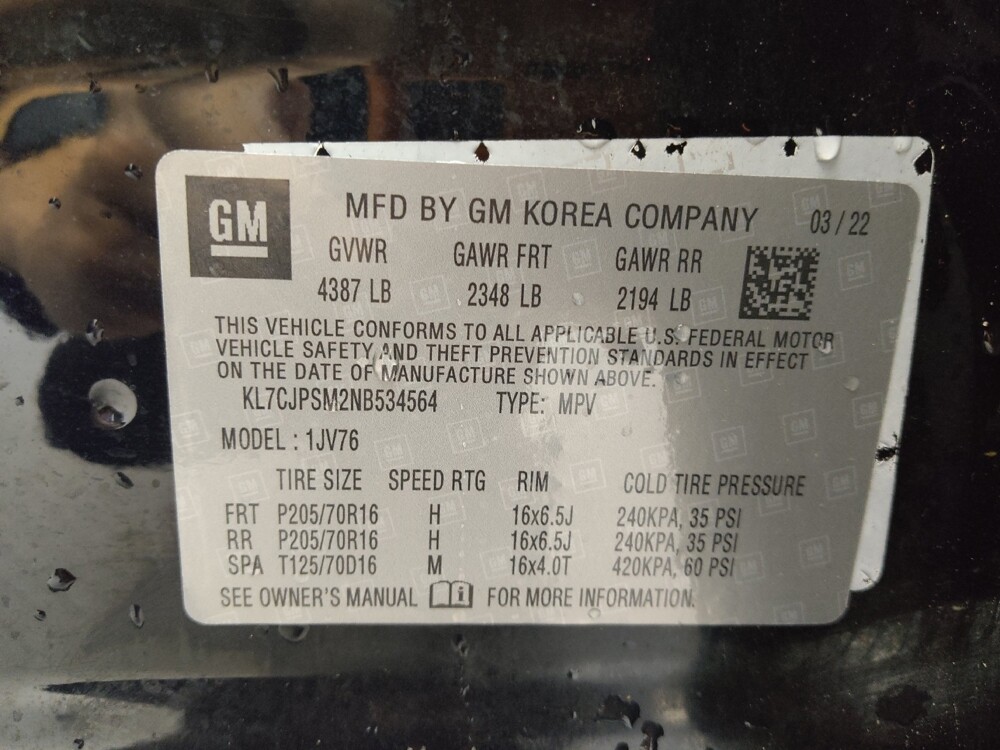 GM
MFD BY GM KOREA COMPANY 03 / 22
GVWR GAWR FRT GAWR RR
4387 LB 2348 LB 2194 LB
THIS VEHICLE CONFORMS TO ALL APPLICABLE U.S. FEDERAL MOTOR
VEHICLE SAFETY AND THEFT PREVENTION STANDARDS IN EFFECT
ON THE DATE OF MANUFACTURE SHOWN ABOVE.
KL7CJPSM2NB534564 TYPE: MPV
MODEL : 1JV76
TIRE SIZE SPEED RTG RIM COLD TIRE PRESSURE
FRT P205/70R16 H 16x6.5J 240KPA, 35 PSI
RR P205/70R16 H 16x6.5J 240KPA, 35 PSI
SPA T125/70D16 M 16x4.0T 420KPA, 60 PSI
SEE OWNER'S MANUAL FOR MORE INFORMATION.